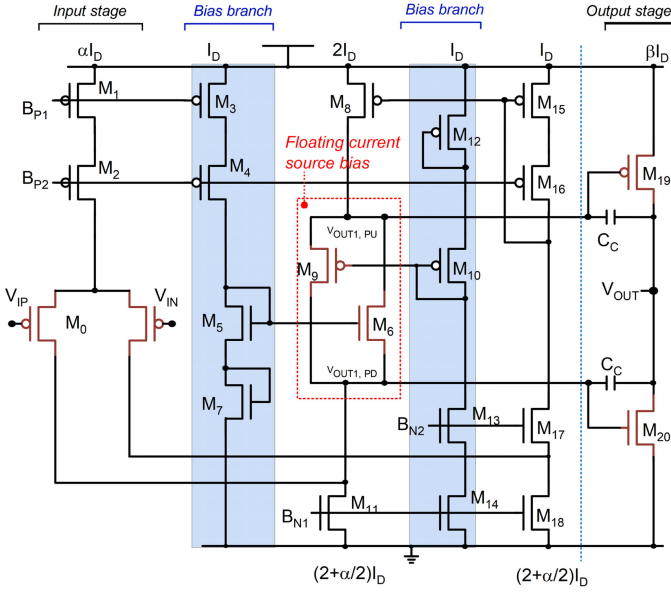 Input stage
Bias branch
Bias branch
Output stage
αI_D
I_D
2I_D
I_D
I_D
βI_D
M_1
M_3
M_8
M_15
B_P1
M_12
Floating current
source bias
M_2
M_4
M_16
M_19
B_P2
V_OUT1, PU
C_C
M_9
M_10
V_IP
V_IN
V_OUT
M_0
M_5
M_6
V_OUT1, PD
C_C
M_7
B_N2
M_13
M_17
M_20
M_11
M_14
B_N1
M_18
(2+α/2)I_D
(2+α/2)I_D